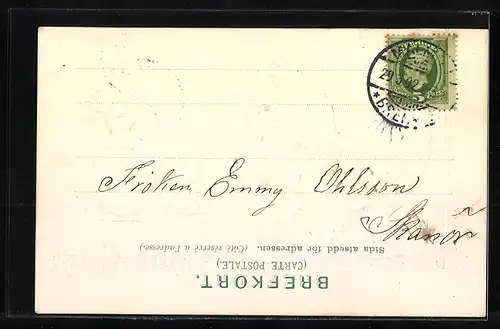 Fröken Emmy Ohlsson
Skanör
BREFKORT.
(CARTE POSTALE.)
Sida afsedd för adressen. (Côté réservé à l'adresse.)